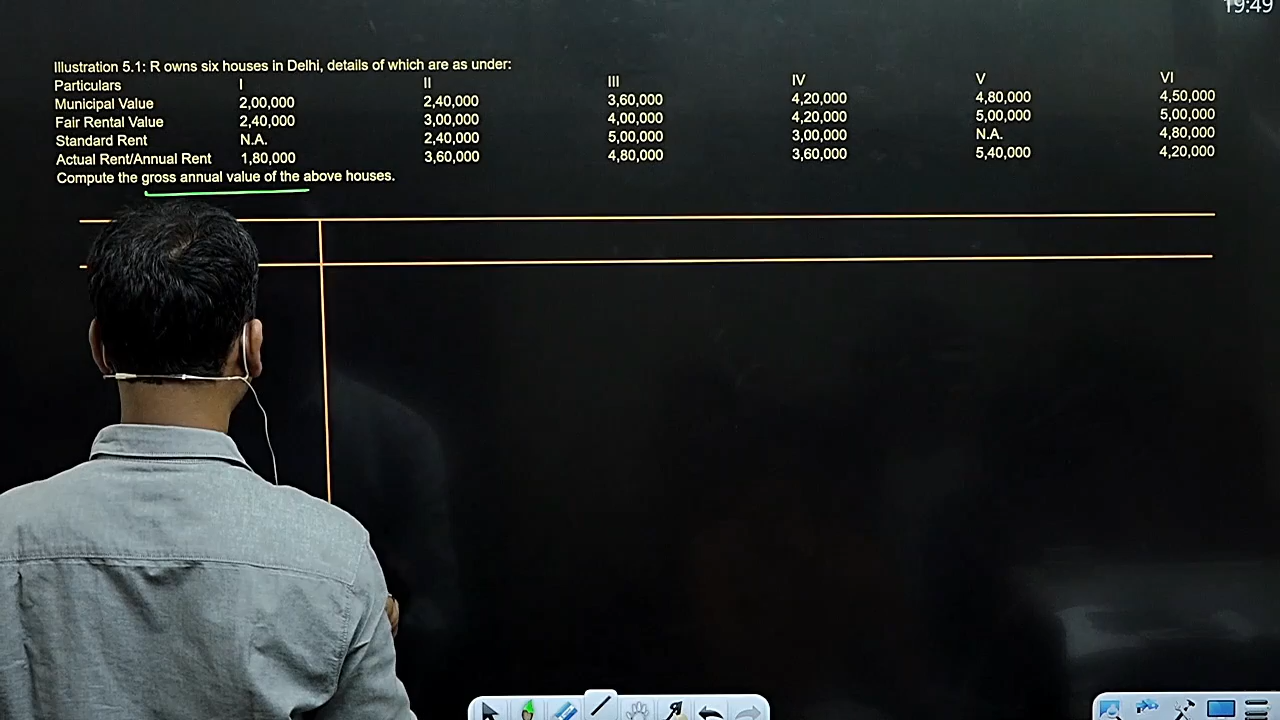 19:49
Illustration 5.1: R owns six houses in Delhi, details of which are as under:
Particulars I II III IV V VI
Municipal Value 2,00,000 2,40,000 3,60,000 4,20,000 4,80,000 4,50,000
Fair Rental Value 2,40,000 3,00,000 4,00,000 4,20,000 5,00,000 5,00,000
Standard Rent N.A. 2,40,000 5,00,000 3,00,000 N.A. 4,80,000
Actual Rent/Annual Rent 1,80,000 3,60,000 4,80,000 3,60,000 5,40,000 4,20,000
Compute the gross annual value of the above houses.